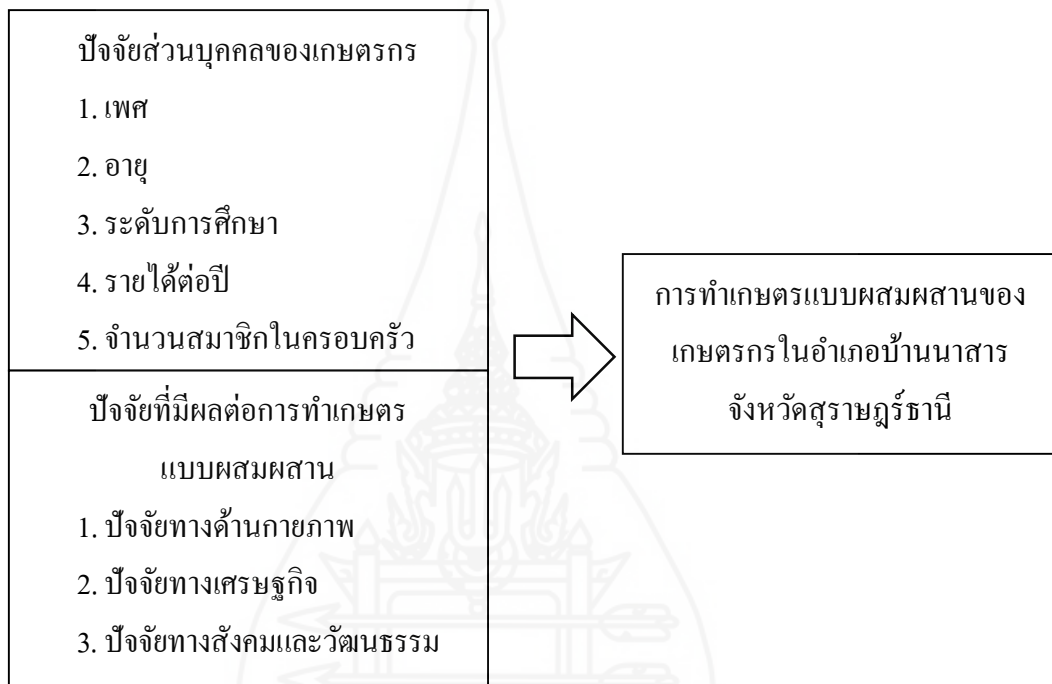 ปัจจัยส่วนบุคคลของเกษตรกร
1. เพศ
2. อายุ
3. ระดับการศึกษา
4. รายได้ต่อปี
5. จำนวนสมาชิกในครอบครัว
ปัจจัยที่มีผลต่อการทำเกษตร
แบบผสมผสาน
1. ปัจจัยทางด้านกายภาพ
2. ปัจจัยทางเศรษฐกิจ
3. ปัจจัยทางสังคมและวัฒนธรรม
การทำเกษตรแบบผสมผสานของ
เกษตรกรในอำเภอบ้านนาสาร
จังหวัดสุราษฎร์ธานี